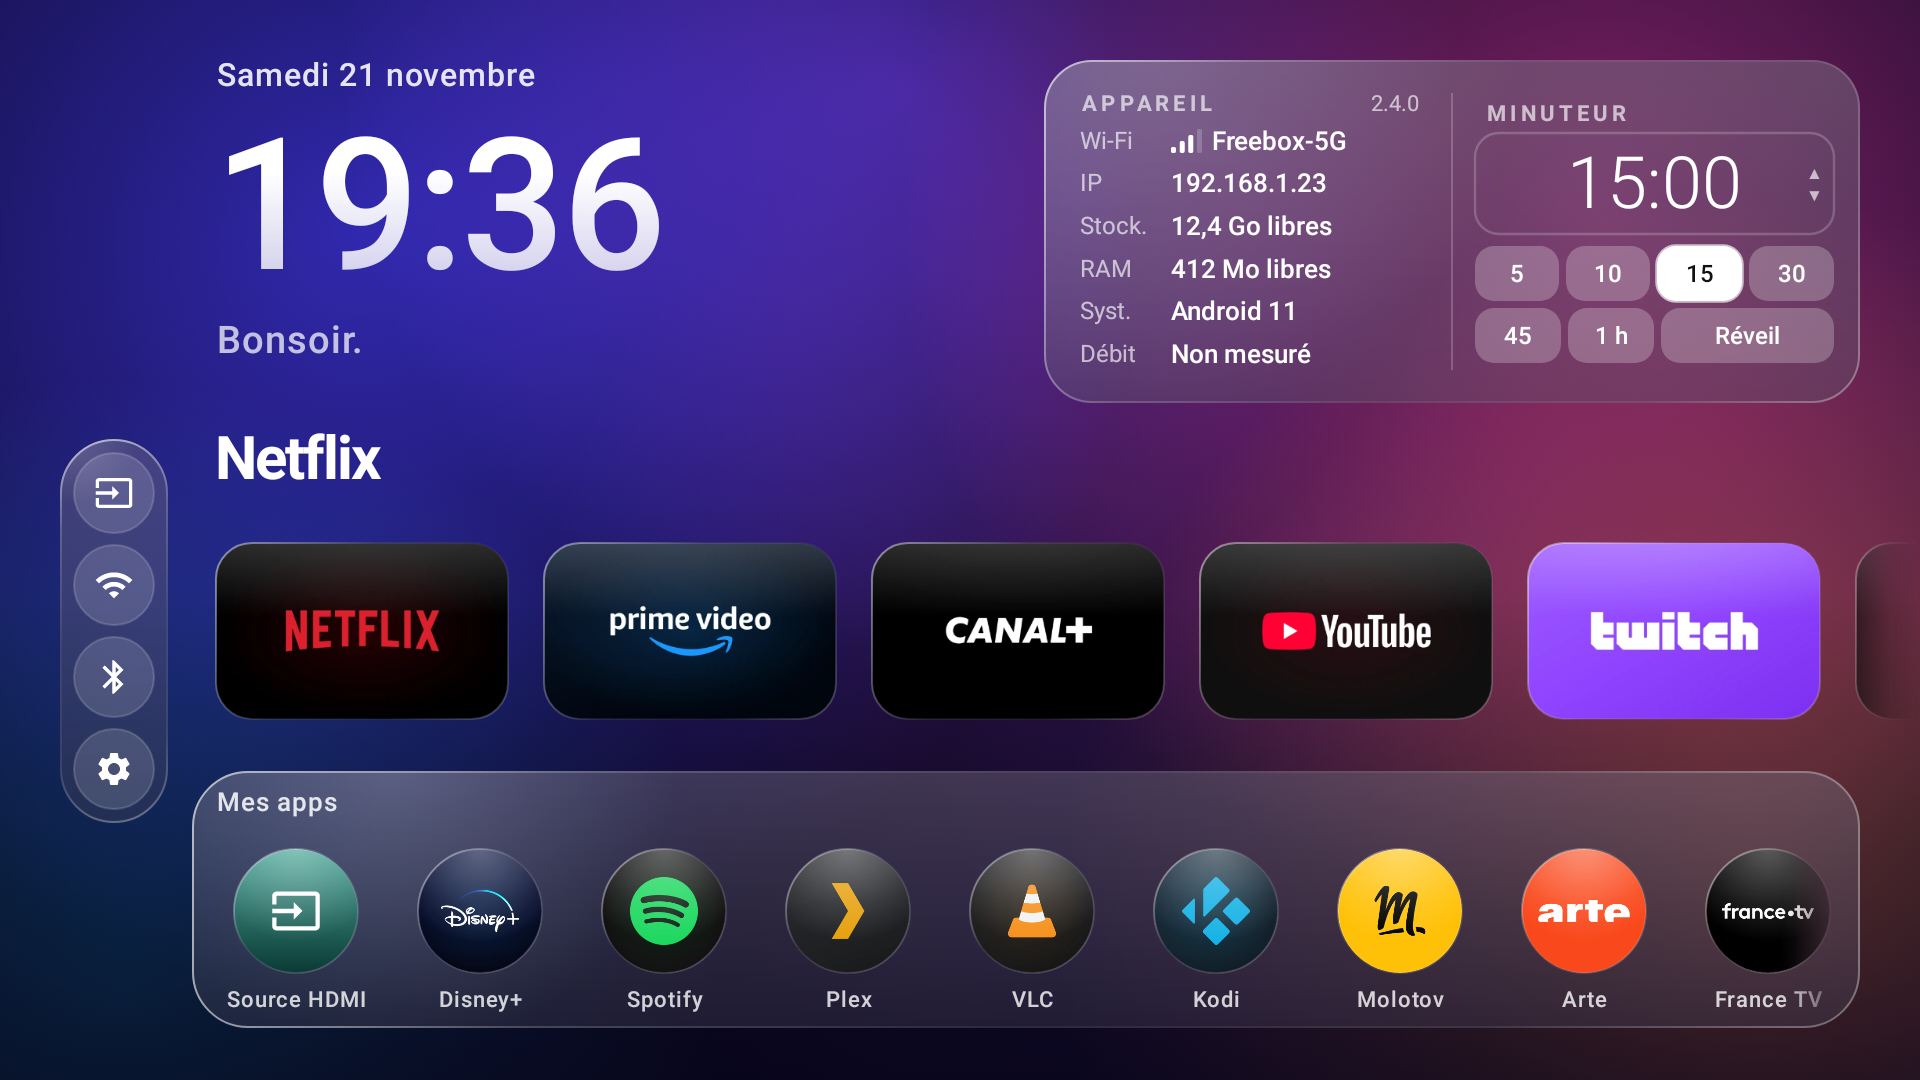 Samedi 21 novembre
19:36
Bonsoir.
APPAREIL 2.4.0
Wi-Fi Freebox-5G
IP 192.168.1.23
Stock. 12,4 Go libres
RAM 412 Mo libres
Syst. Android 11
Débit Non mesuré
MINUTEUR
15:00
5 10 15 30
45 1 h Réveil
Netflix
NETFLIX
prime video
CANAL+
YouTube
twitch
Mes apps
Disney+
M.
arte
france•tv
Source HDMI
Disney+
Spotify
Plex
VLC
Kodi
Molotov
Arte
France TV